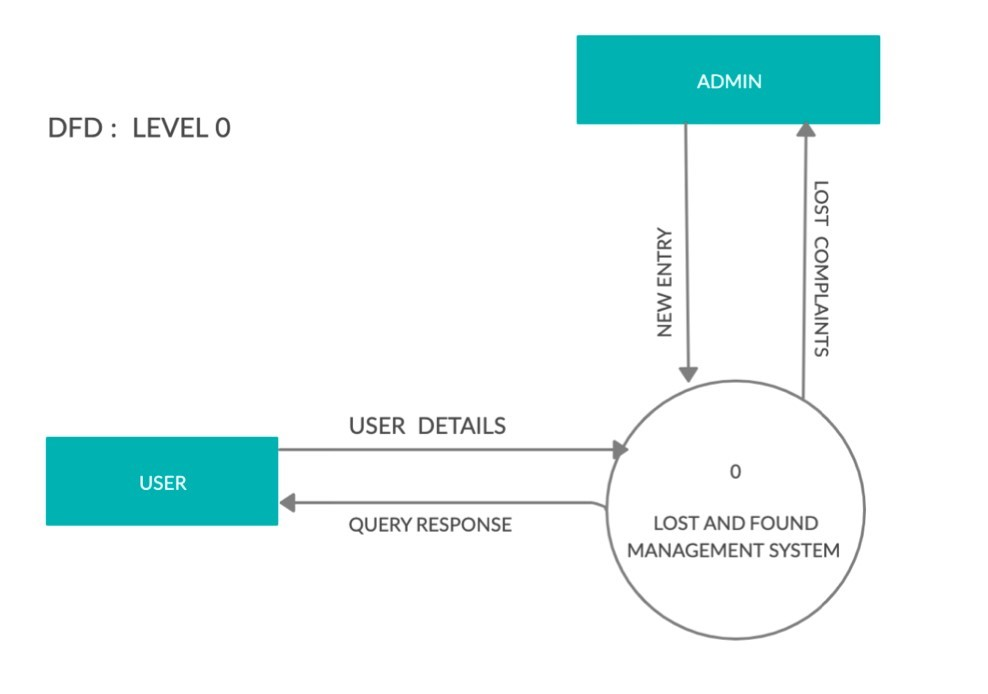 ADMIN
DFD : LEVEL 0
NEW ENTRY
LOST COMPLAINTS
USER DETAILS
USER
QUERY RESPONSE
0
LOST AND FOUND
MANAGEMENT SYSTEM